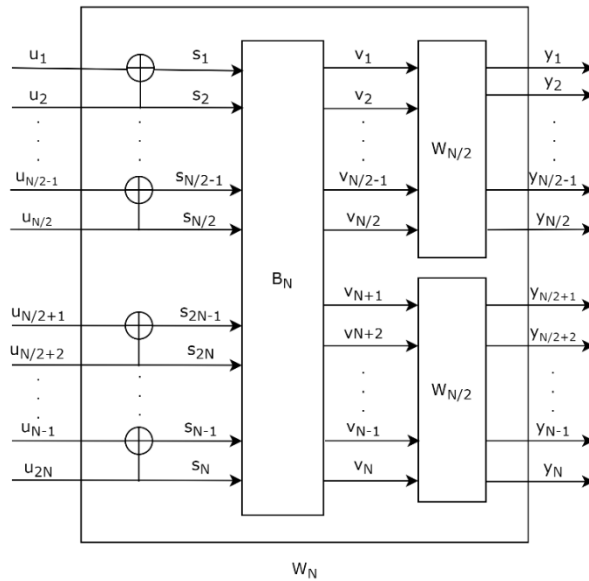 u1 s1 v1 y1
u2 s2 v2 y2
WN/2
uN/2-1 sN/2-1 vN/2-1 yN/2-1
uN/2 sN/2 vN/2 yN/2
BN
uN/2+1 s2N-1 vN+1 yN/2+1
uN/2+2 s2N vN+2 yN/2+2
WN/2
uN-1 sN-1 vN-1 yN-1
u2N sN vN yN
WN